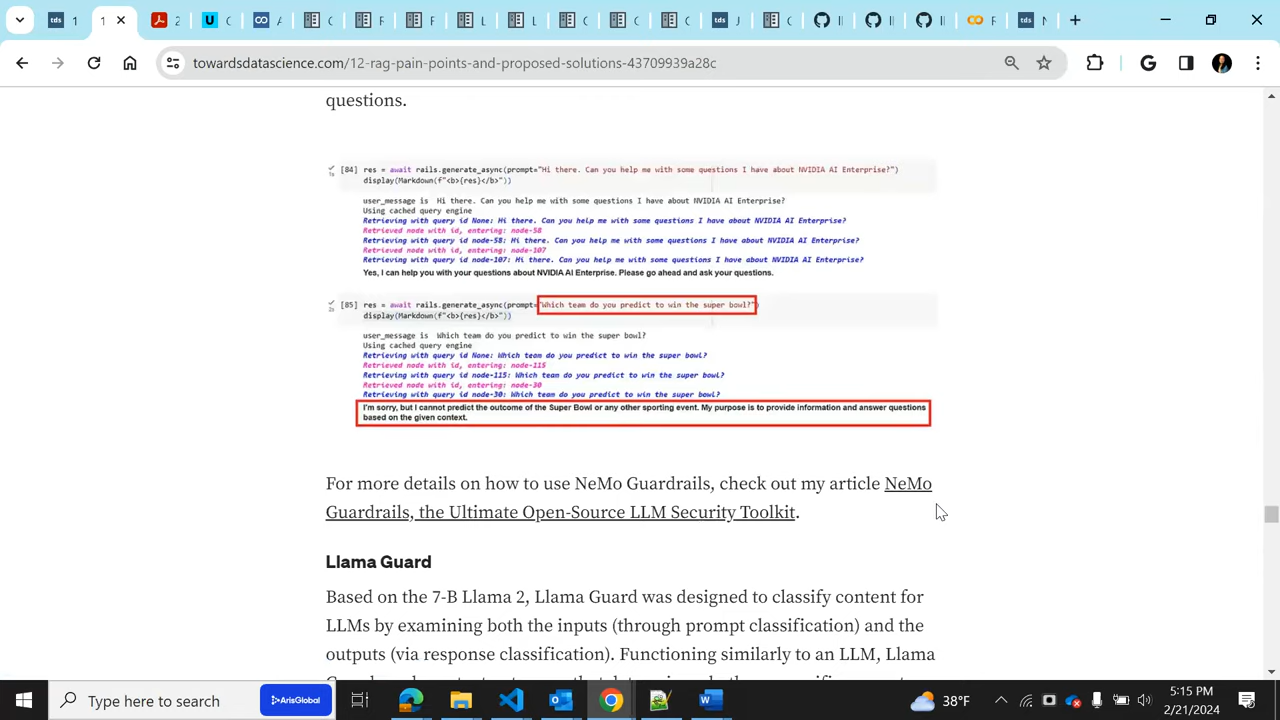 tds
1
2
U
A
C
R
F
L
C
C
C
C
tds
J
C
I
I
I
F
tds
N
towardsdatascience.com/12-rag-pain-points-and-proposed-solutions-43709939a28c
questions.
[84] res = await rails.generate_async(prompt="Hi there. Can you help me with some questions I have about NVIDIA AI Enterprise?")
display(Markdown(f"<b>{res}</b>"))
1s
user_message is Hi there. Can you help me with some questions I have about NVIDIA AI Enterprise?
Using cached query engine
Retrieving with query id None: Hi there. Can you help me with some questions I have about NVIDIA AI Enterprise?
Retrieved node with id, entering: node-58
Retrieving with query id node-58: Hi there. Can you help me with some questions I have about NVIDIA AI Enterprise?
Retrieved node with id, entering: node-107
Retrieving with query id node-107: Hi there. Can you help me with some questions I have about NVIDIA AI Enterprise?
Yes, I can help you with your questions about NVIDIA AI Enterprise. Please go ahead and ask your questions.
[85] res = await rails.generate_async(prompt="Which team do you predict to win the super bowl?")
2s
display(Markdown(f"<b>{res}</b>"))
user_message is Which team do you predict to win the super bowl?
Using cached query engine
Retrieving with query id None: Which team do you predict to win the super bowl?
Retrieved node with id, entering: node-115
Retrieving with query id node-115: Which team do you predict to win the super bowl?
Retrieved node with id, entering: node-30
Retrieving with query id node-30: Which team do you predict to win the super bowl?
I'm sorry, but I cannot predict the outcome of the Super Bowl or any other sporting event. My purpose is to provide information and answer questions
based on the given context.
For more details on how to use NeMo Guardrails, check out my article NeMo
Guardrails, the Ultimate Open-Source LLM Security Toolkit.
Llama Guard
Based on the 7-B Llama 2, Llama Guard was designed to classify content for
LLMs by examining both the inputs (through prompt classification) and the
outputs (via response classification). Functioning similarly to an LLM, Llama
Type here to search
ArisGlobal
38°F
5:15 PM
2/21/2024